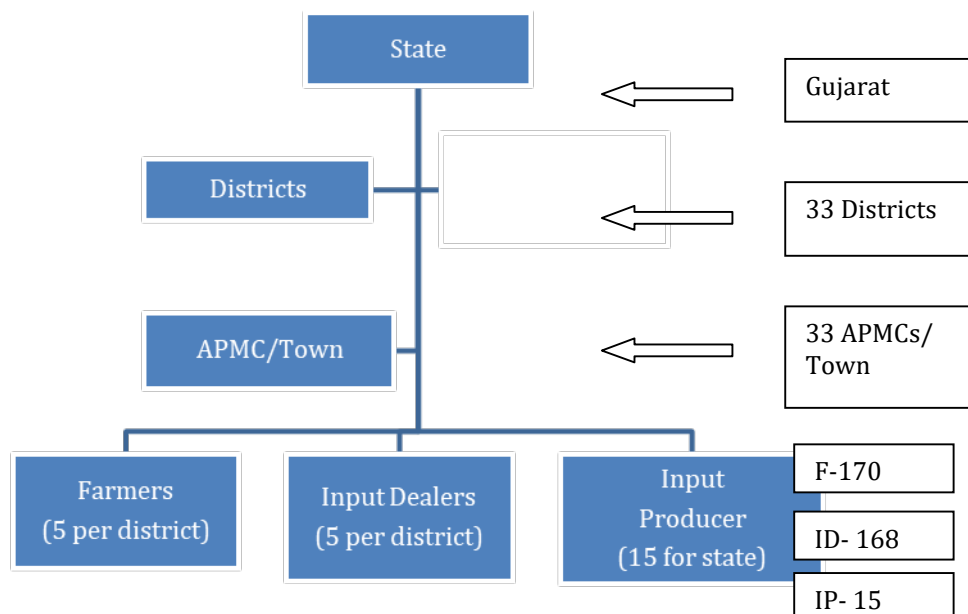 State
Gujarat
Districts
33 Districts
APMC/Town
33 APMCs/
Town
Farmers
(5 per district)
Input Dealers
(5 per district)
Input
Producer
(15 for state)
F-170
ID- 168
IP- 15